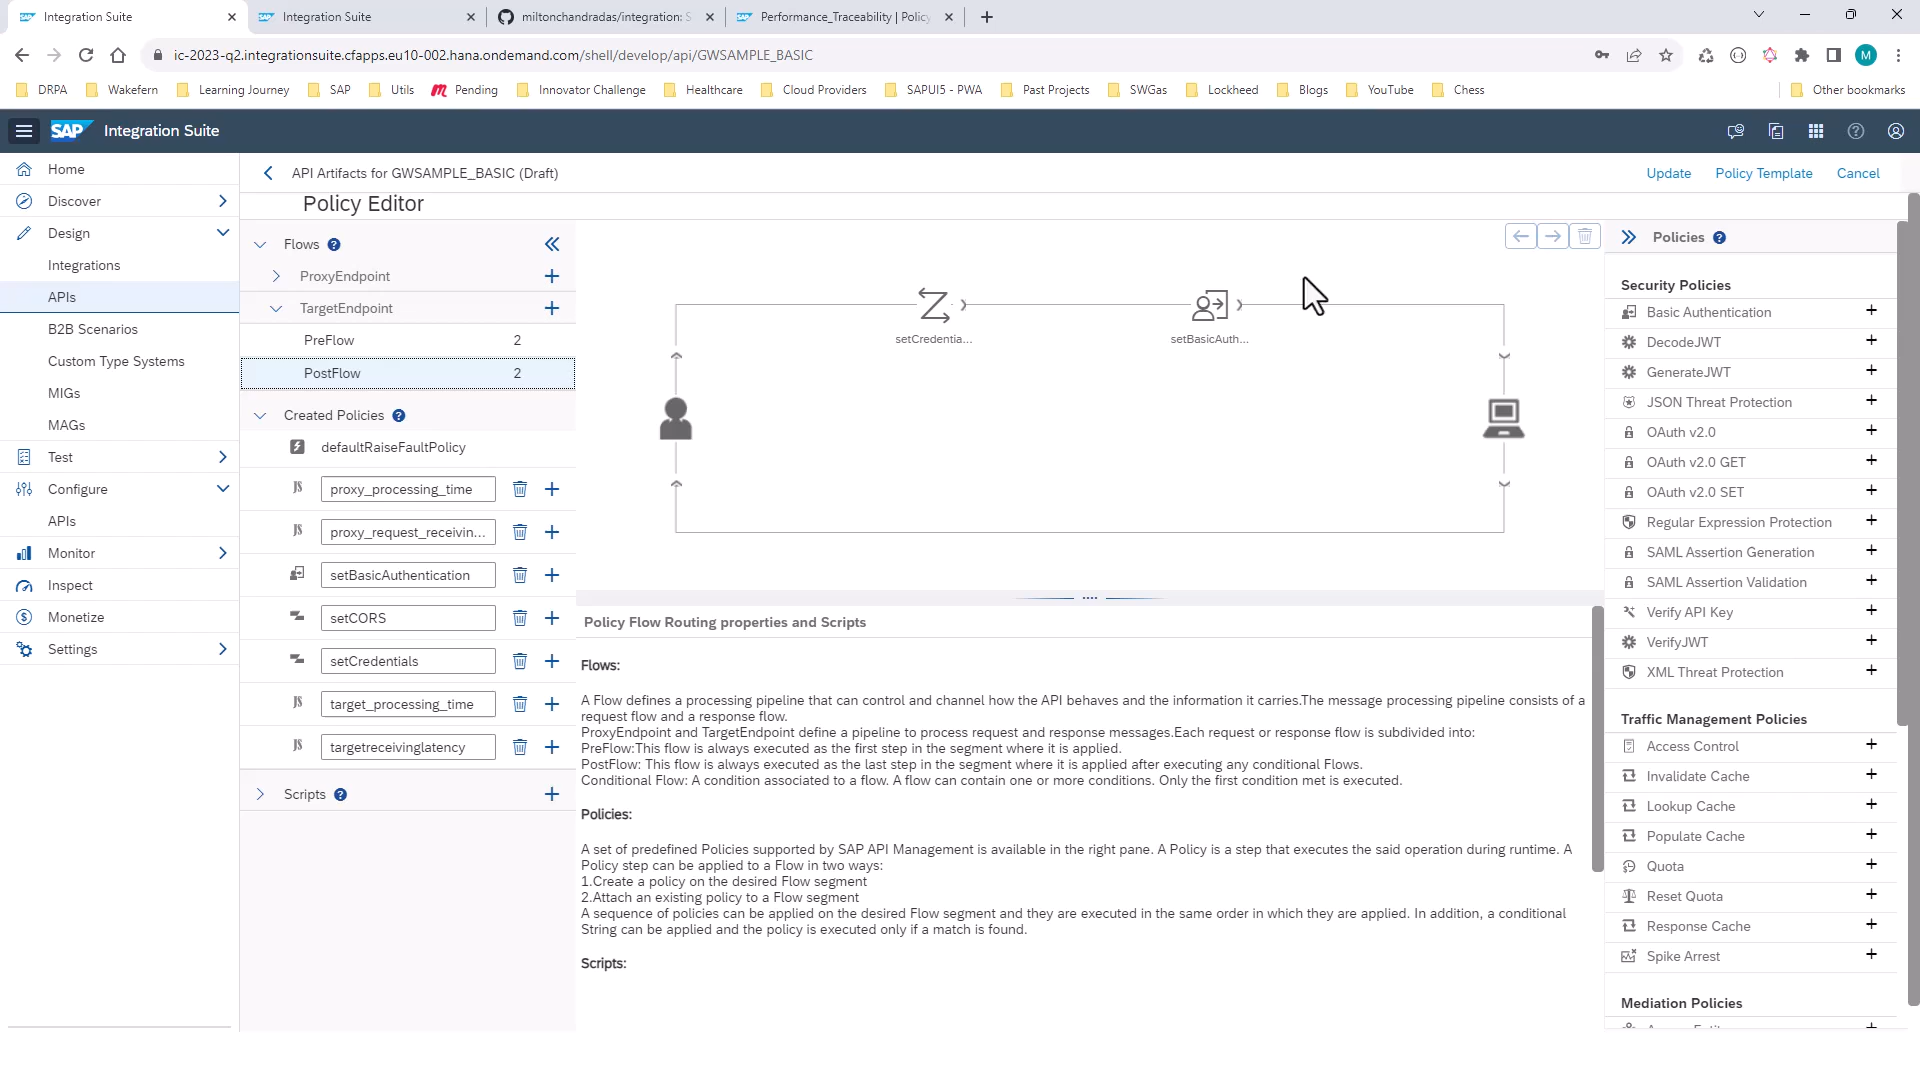 Integration Suite
Integration Suite
miltonchandradas/integration: S
Performance_Traceability | Policy
ic-2023-q2.integrationsuite.cfapps.eu10-002.hana.ondemand.com/shell/develop/api/GWSAMPLE_BASIC
M
DRPA
Wakefern
Learning Journey
SAP
Utils
Pending
Innovator Challenge
Healthcare
Cloud Providers
SAPUI5 - PWA
Past Projects
SWGas
Lockheed
Blogs
YouTube
Chess
Other bookmarks
SAP Integration Suite
Home
Discover
Design
Integrations
APIs
B2B Scenarios
Custom Type Systems
MIGs
MAGs
Test
Configure
APIs
Monitor
Inspect
Monetize
Settings
API Artifacts for GWSAMPLE_BASIC (Draft)
Update
Policy Template
Cancel
Policy Editor
Flows
ProxyEndpoint
TargetEndpoint
PreFlow 2
PostFlow 2
Created Policies
defaultRaiseFaultPolicy
JS proxy_processing_time
JS proxy_request_receivin...
setBasicAuthentication
setCORS
setCredentials
JS target_processing_time
JS targetreceivinglatency
Scripts
setCredentia...
setBasicAuth...
Policy Flow Routing properties and Scripts
Flows:
A Flow defines a processing pipeline that can control and channel how the API behaves and the information it carries.The message processing pipeline consists of a
request flow and a response flow.
ProxyEndpoint and TargetEndpoint define a pipeline to process request and response messages.Each request or response flow is subdivided into:
PreFlow:This flow is always executed as the first step in the segment where it is applied.
PostFlow: This flow is always executed as the last step in the segment where it is applied after executing any conditional Flows.
Conditional Flow: A condition associated to a flow. A flow can contain one or more conditions. Only the first condition met is executed.
Policies:
A set of predefined Policies supported by SAP API Management is available in the right pane. A Policy is a step that executes the said operation during runtime. A
Policy step can be applied to a Flow in two ways:
1.Create a policy on the desired Flow segment
2.Attach an existing policy to a Flow segment
A sequence of policies can be applied on the desired Flow segment and they are executed in the same order in which they are applied. In addition, a conditional
String can be applied and the policy is executed only if a match is found.
Scripts:
Policies
Security Policies
Basic Authentication
DecodeJWT
GenerateJWT
JSON Threat Protection
OAuth v2.0
OAuth v2.0 GET
OAuth v2.0 SET
Regular Expression Protection
SAML Assertion Generation
SAML Assertion Validation
Verify API Key
VerifyJWT
XML Threat Protection
Traffic Management Policies
Access Control
Invalidate Cache
Lookup Cache
Populate Cache
Quota
Reset Quota
Response Cache
Spike Arrest
Mediation Policies